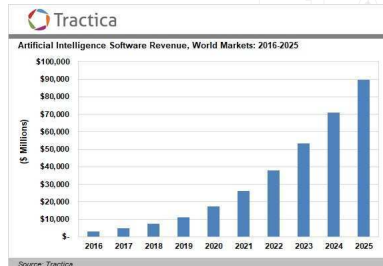 Tractica
Artificial Intelligence Software Revenue, World Markets: 2016-2025
$100,000
$90,000
$80,000
$70,000
$60,000
$50,000
$40,000
$30,000
$20,000
$10,000
$-
($ Millions)
2016 2017 2018 2019 2020 2021 2022 2023 2024 2025
Source: Tractica